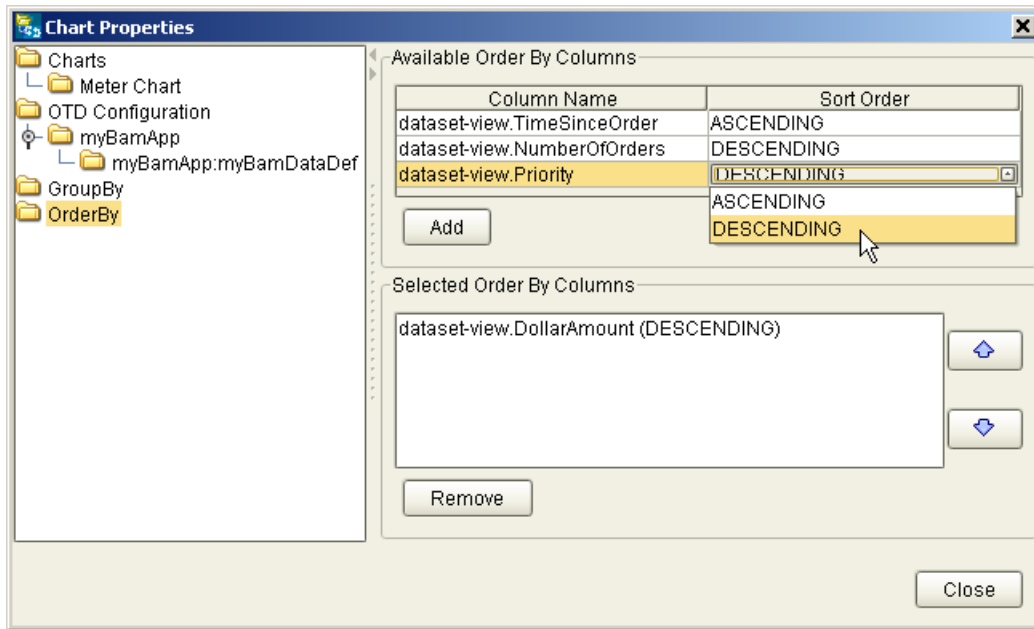 Chart Properties
Charts
Meter Chart
OTD Configuration
myBamApp
myBamApp:myBamDataDef
GroupBy
OrderBy
Available Order By Columns
Column Name Sort Order
dataset-view.TimeSinceOrder ASCENDING
dataset-view.NumberOfOrders DESCENDING
dataset-view.Priority DESCENDING
ASCENDING
DESCENDING
Add
Selected Order By Columns
dataset-view.DollarAmount (DESCENDING)
Remove
Close